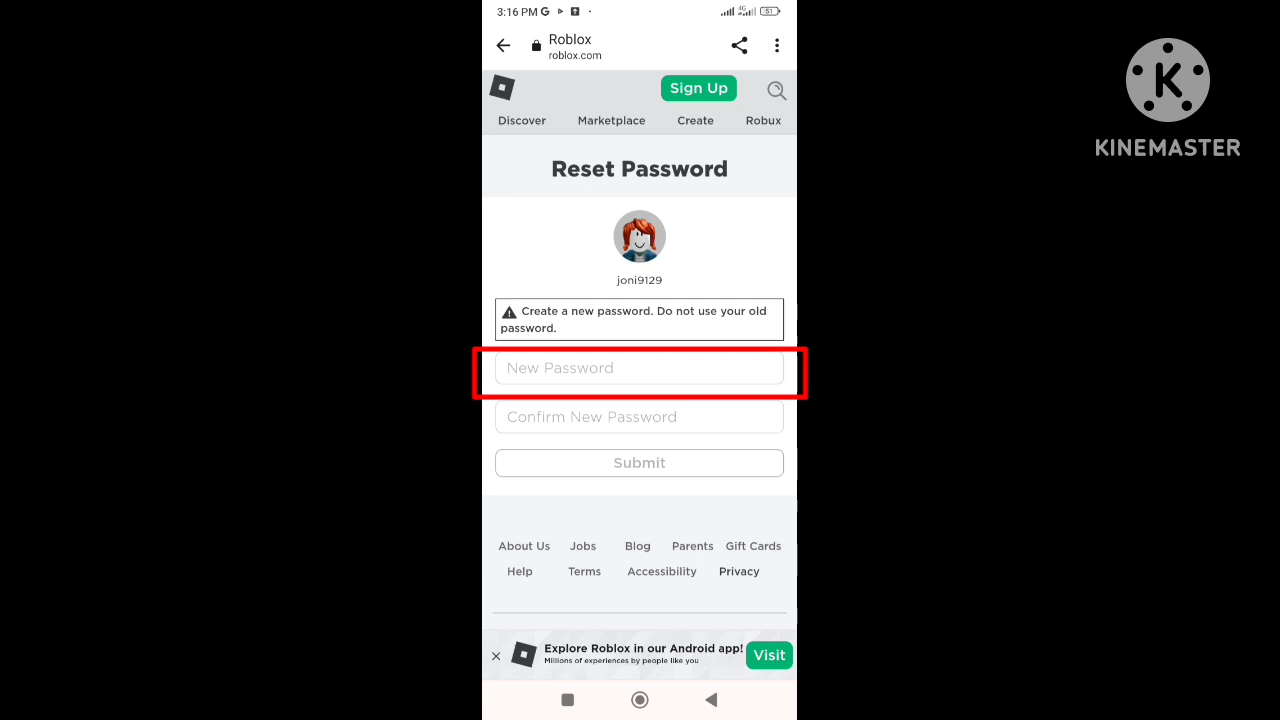 3:16 PM G
4G
51
Roblox
roblox.com
Sign Up
Discover Marketplace Create Robux
Reset Password
joni9129
Create a new password. Do not use your old
password.
New Password
Confirm New Password
Submit
About Us Jobs Blog Parents Gift Cards
Help Terms Accessibility Privacy
Explore Roblox in our Android app!
Millions of experiences by people like you
Visit
K
KINEMASTER